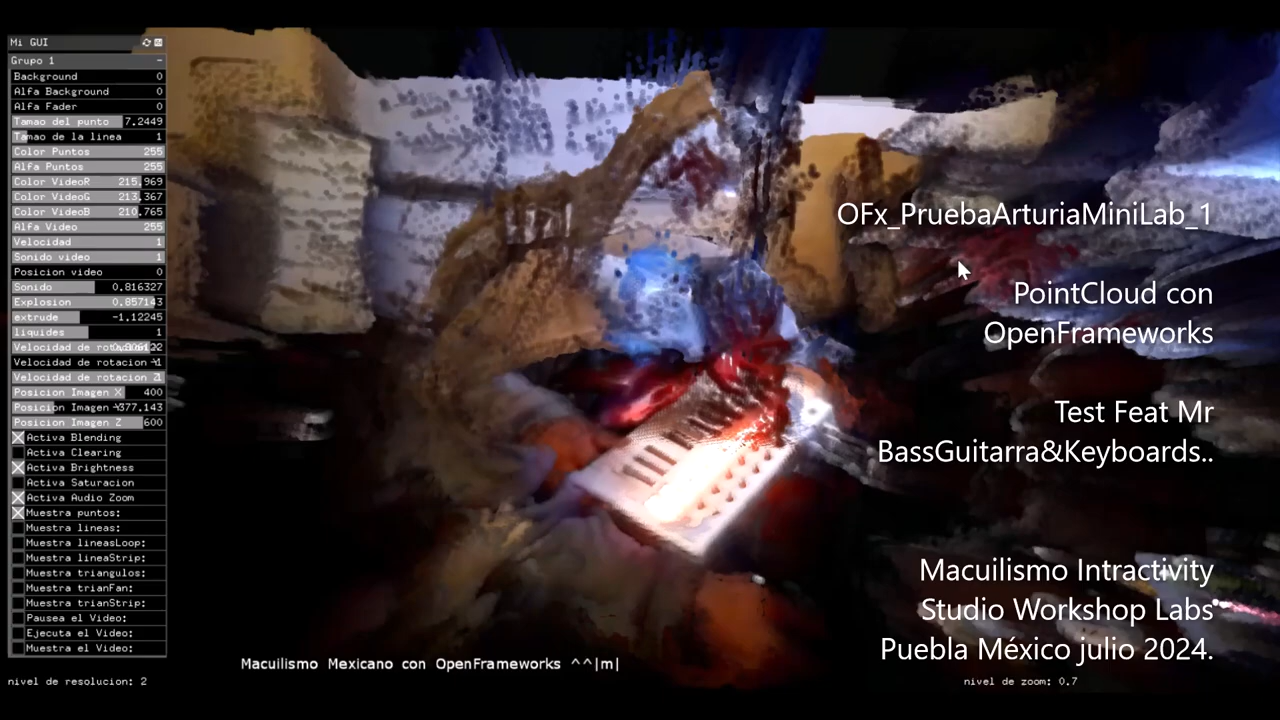 Mi GUI
Grupo 1 -
Background 0
Alfa Background 0
Alfa Fader 0
Tamao del punto 7.2449
Tamao de la linea 1
Color Puntos 255
Alfa Puntos 255
Color VideoR 215.969
Color VideoG 213.367
Color VideoB 210.765
Alfa Video 255
Velocidad 1
Sonido video 1
Posicion video 0
Sonido 0.816327
Explosion 0.857143
extrude -1.12245
liquides 1
Velocidad de rotacion
Velocidad de rotacion
Velocidad de rotacion Z
Posicion Imagen X 400
Posicion Imagen -377.143
Posicion Imagen Z 600
Activa Blending
Activa Clearing
Activa Brightness
Activa Saturacion
Activa Audio Zoom
Muestra puntos:
Muestra lineas:
Muestra lineasLoop:
Muestra lineaStrip:
Muestra triangulos:
Muestra trianFan:
Muestra trianStrip:
Pausea el Video:
Ejecuta el Video:
Muestra el Video:
nivel de resolucion: 2
Macuilismo Mexicano con OpenFrameworks ^^|m|
OFx_PruebaArturiaMiniLab_1
PointCloud con
OpenFrameworks
Test Feat Mr
BassGuitarra&Keyboards..
Macuilismo Intractivity
Studio Workshop Labs
Puebla México julio 2024.
nivel de zoom: 0.7